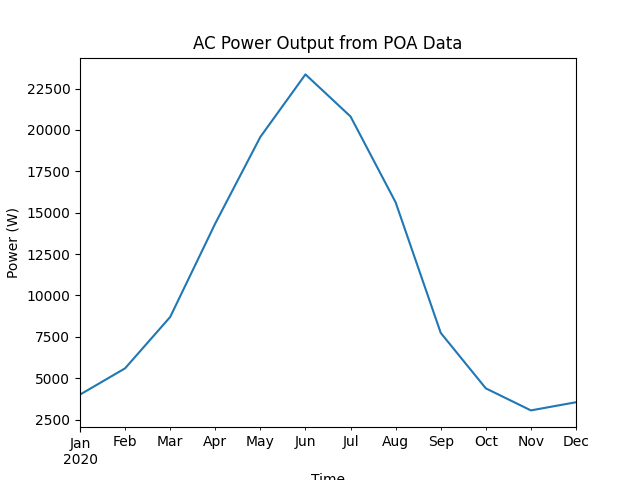 AC Power Output from POA Data
22500
20000
17500
15000
12500
10000
7500
5000
2500
Power (W)
Jan Feb Mar Apr May Jun Jul Aug Sep Oct Nov Dec
2020
Time